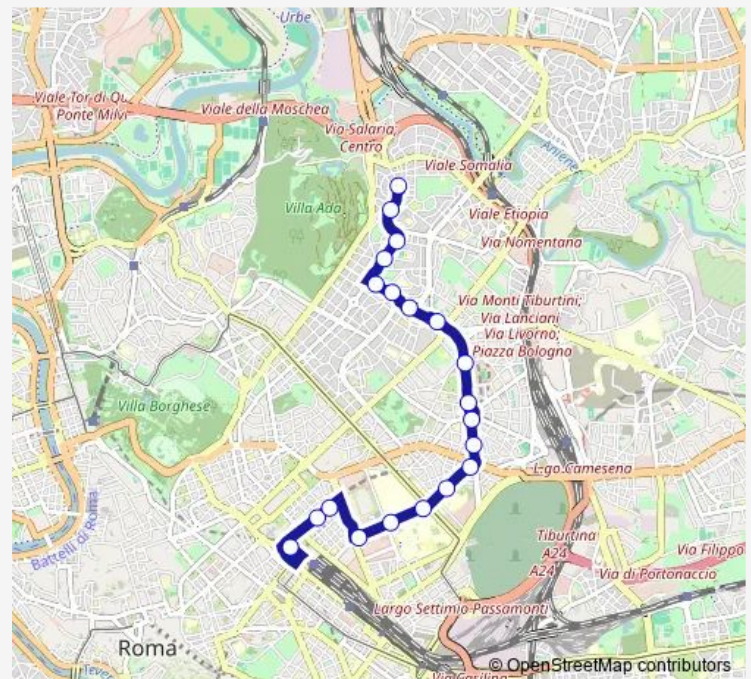 Urbe
Viale Tor di Qu
Ponte Milvi
Viale della Moschea
Via Salaria;
Centro
Viale Somalia
Aniene
Villa Ada
Viale Etiopia
Via Nomentana
Via Monti Tiburtini;
Via Lanciani
Via Livorno;
Piazza Bologna
Villa Borghese
L.go Camesena
Battelli di Roma
Tiburtina
A24
A24
Via Filippo
Via di Portonaccio
Largo Settimio Passamonti
Roma
Tever
Via Casilina
© OpenStreetMap contributors